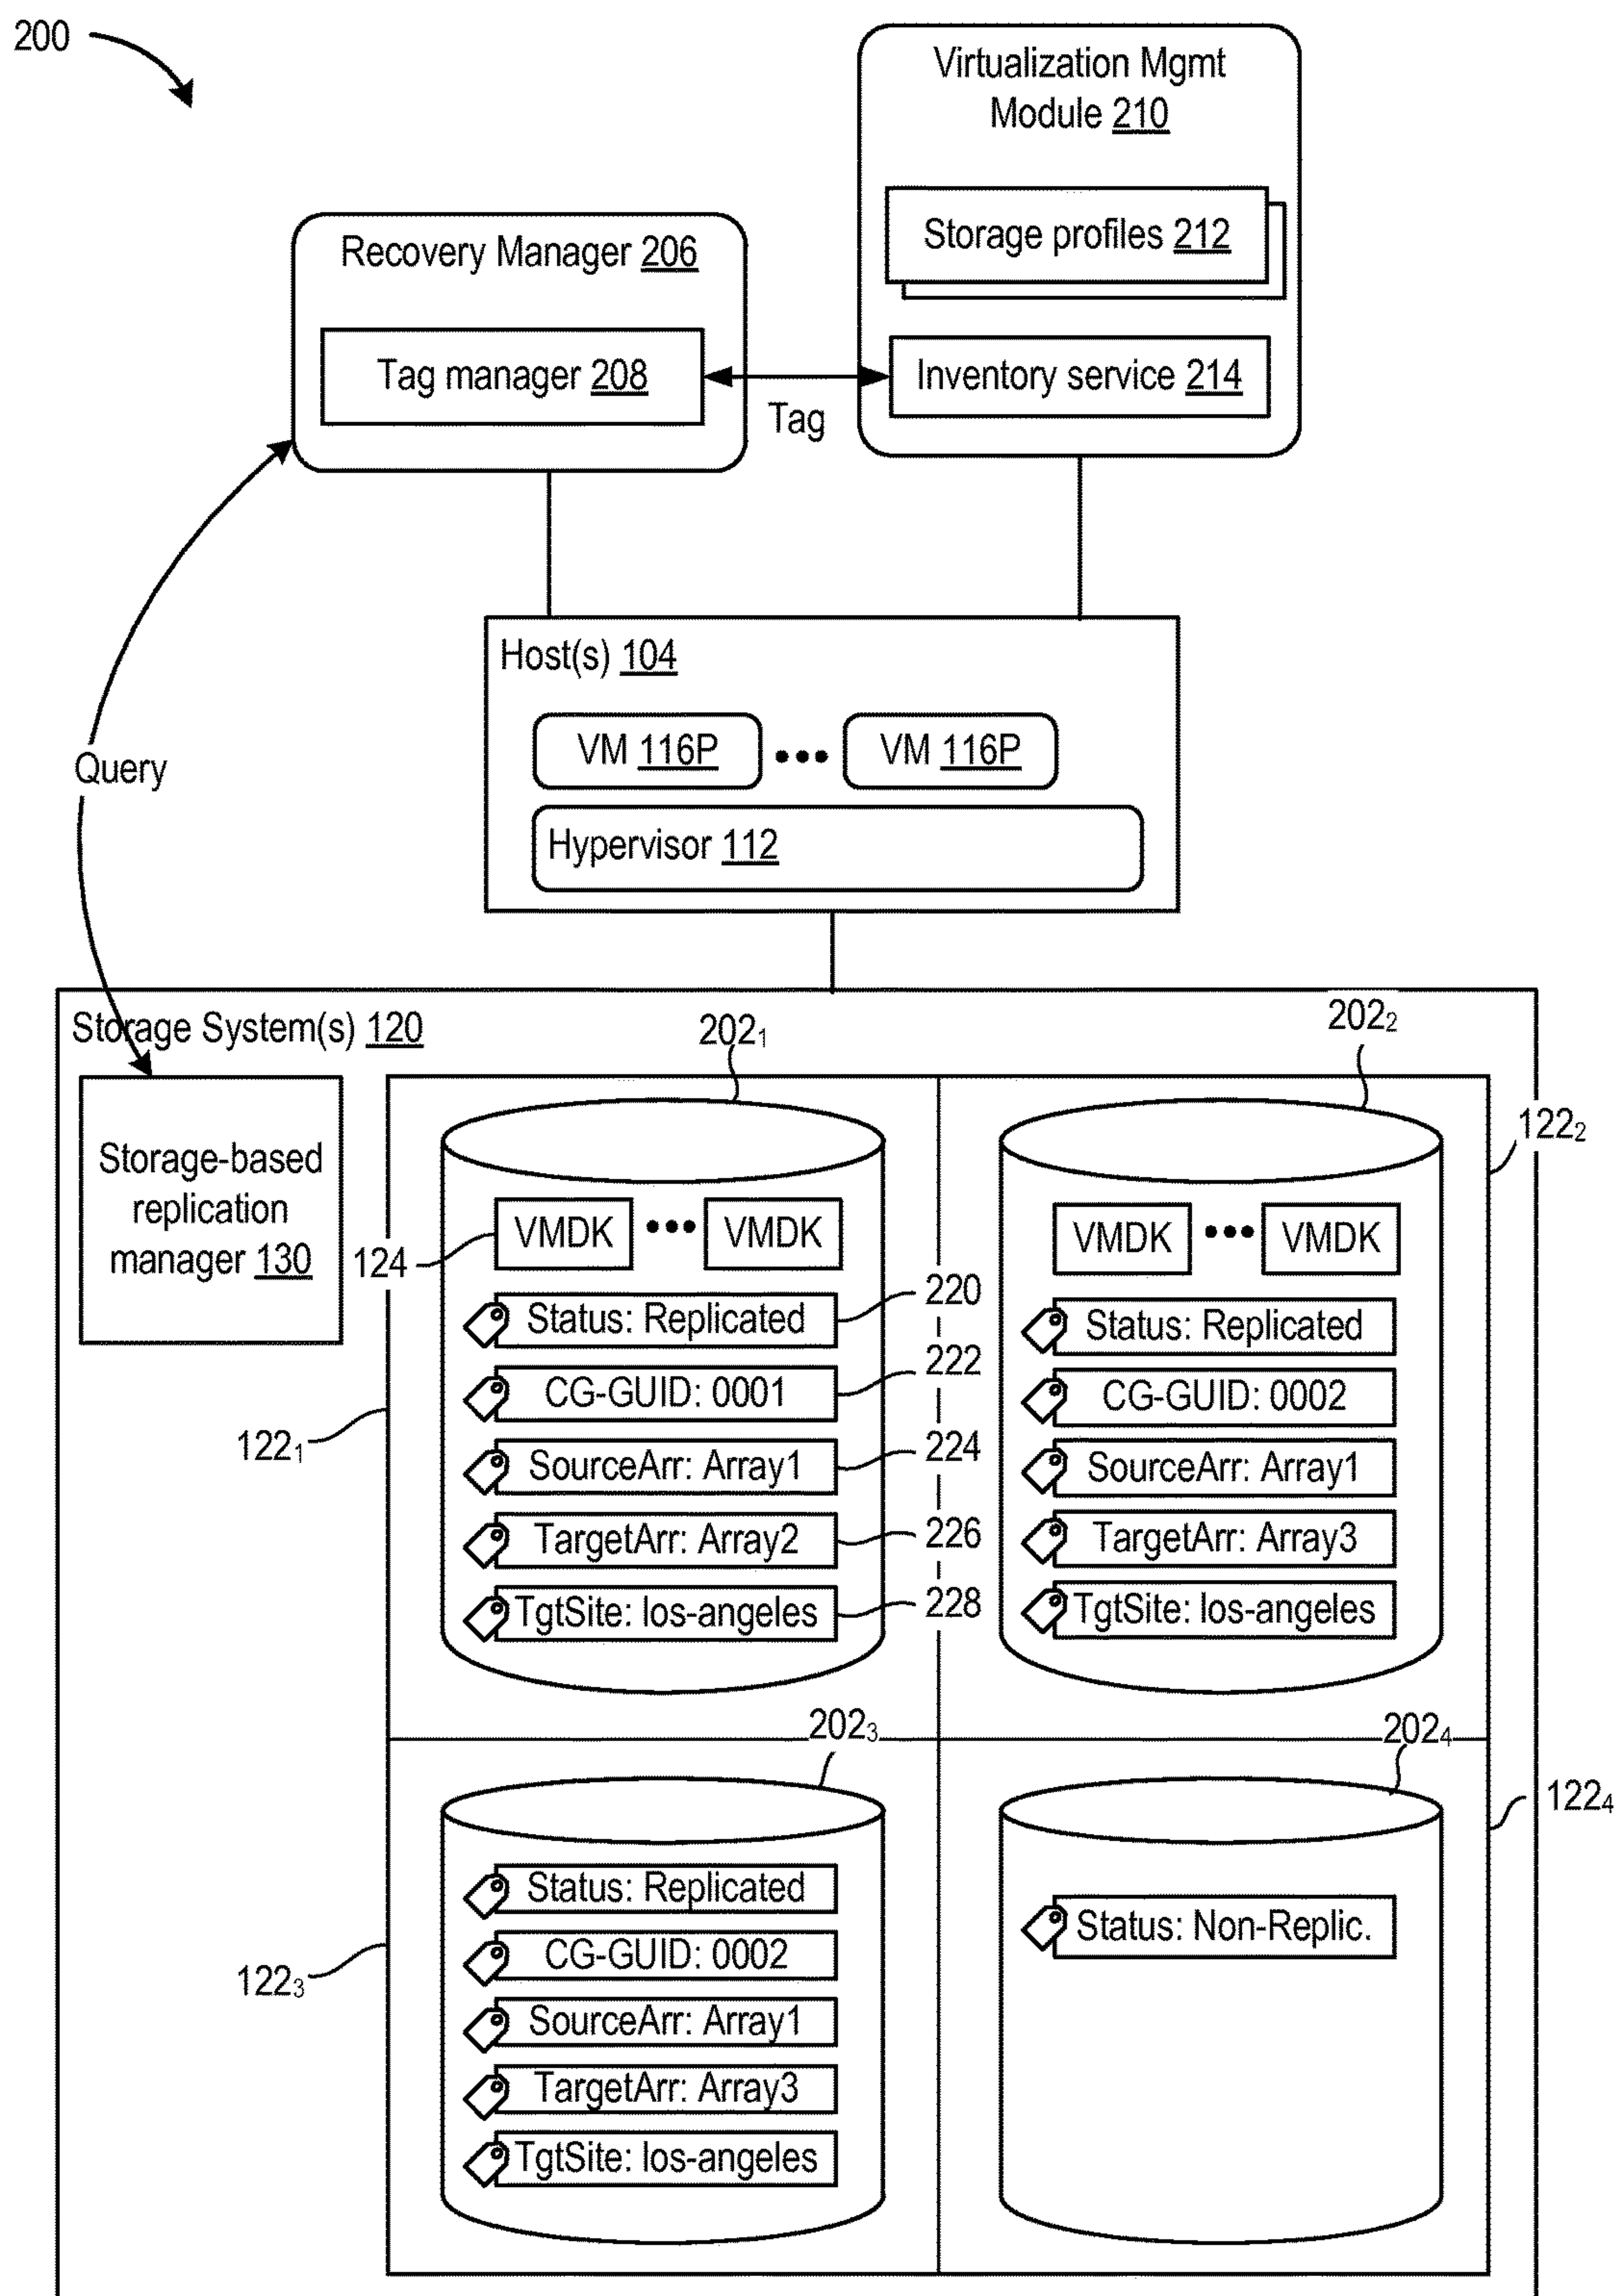 200
Virtualization Mgmt
Module 210
Storage profiles 212
Recovery Manager 206
Tag manager 208
Inventory service 214
Tag
Host(s) 104
VM 116P ••• VM 116P
Query
Hypervisor 112
Storage System(s) 120
202₁
202₂
122₂
Storage-based
replication
manager 130
124
VMDK ••• VMDK
VMDK ••• VMDK
Status: Replicated
220
Status: Replicated
CG-GUID: 0001
222
CG-GUID: 0002
122₁
SourceArr: Array1
224
SourceArr: Array1
TargetArr: Array2
226
TargetArr: Array3
TgtSite: los-angeles
228
TgtSite: los-angeles
202₃
202₄
122₄
Status: Replicated
Status: Non-Replic.
CG-GUID: 0002
122₃
SourceArr: Array1
TargetArr: Array3
TgtSite: los-angeles